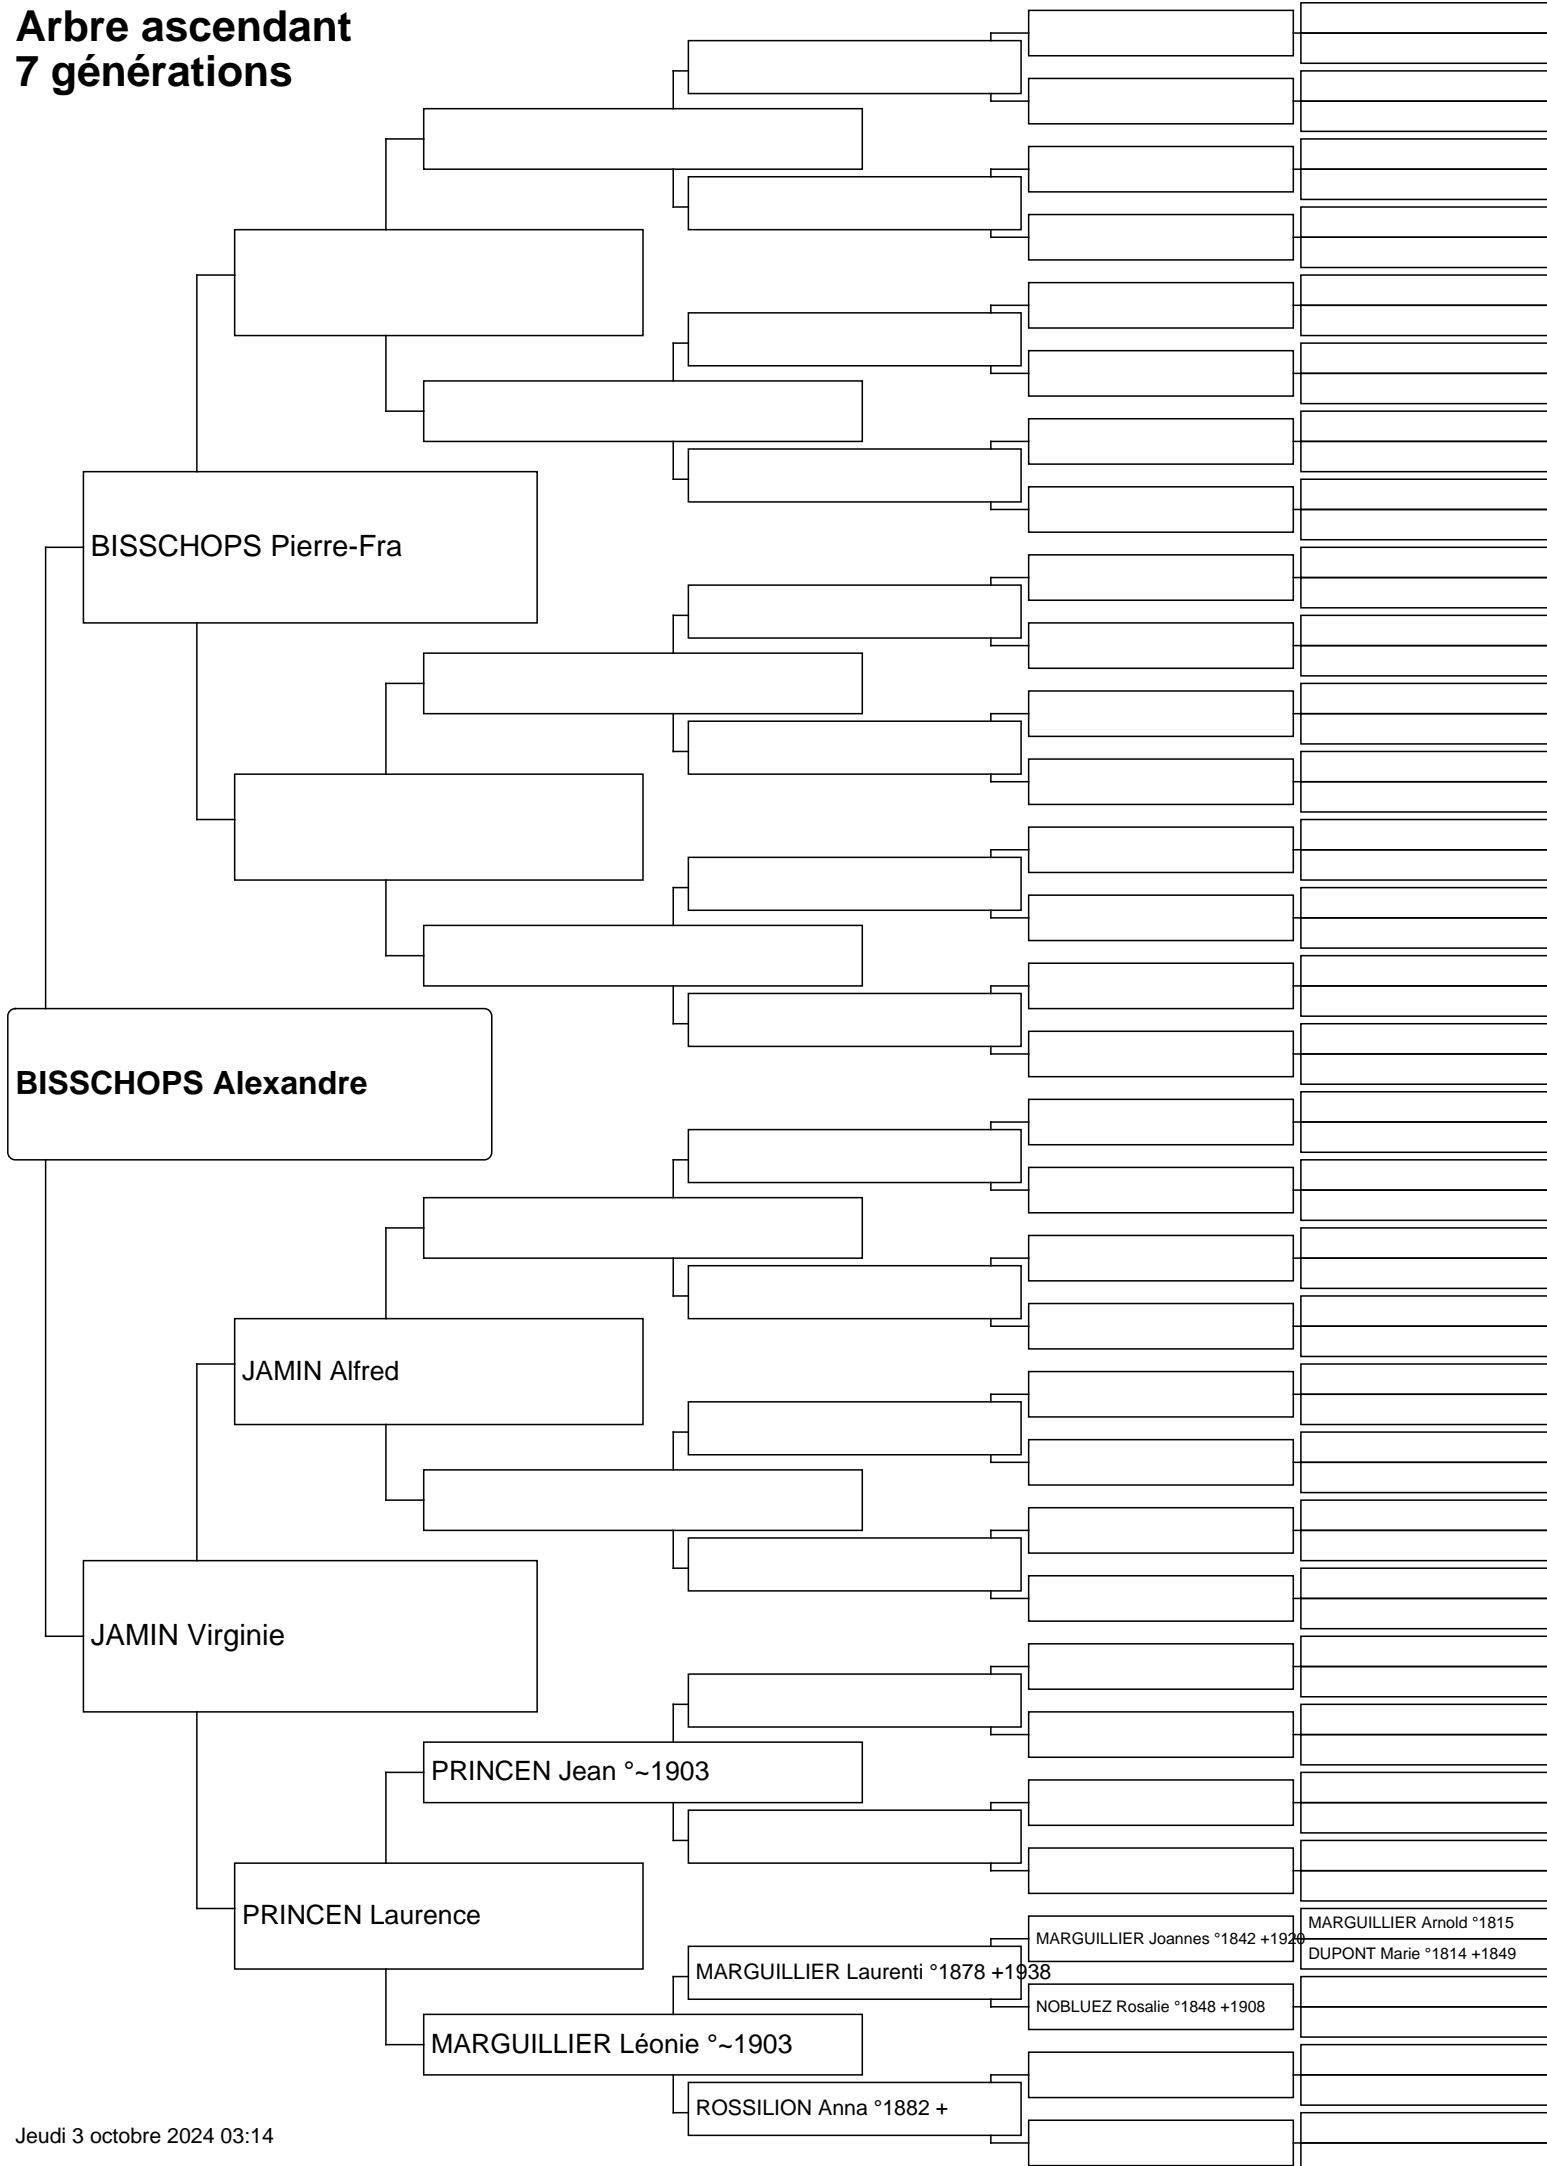 Arbre ascendant
7 générations
BISSCHOPS Pierre-Fra
BISSCHOPS Alexandre
JAMIN Alfred
JAMIN Virginie
PRINCEN Jean °~1903
PRINCEN Laurence
MARGUILLIER Arnold °1815
MARGUILLIER Joannes °1842 +1920
DUPONT Marie °1814 +1849
MARGUILLIER Laurenti °1878 +1938
NOBLUEZ Rosalie °1848 +1908
MARGUILLIER Léonie °~1903
ROSSILION Anna °1882 +
Jeudi 3 octobre 2024 03:14